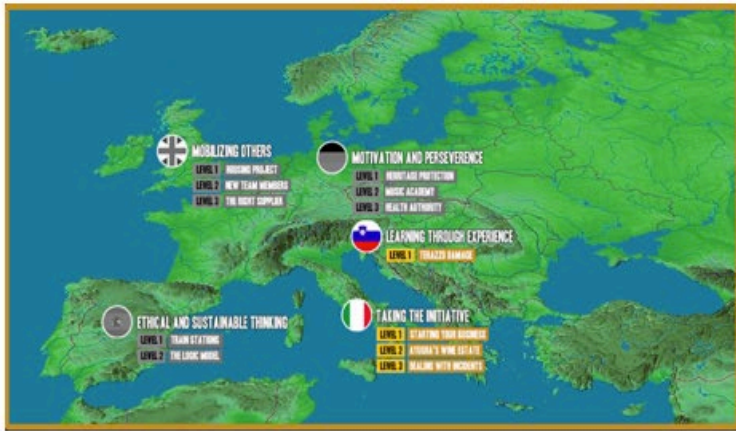 MOBILIZING OTHERS
LEVEL 1 HOUSING PROJECT
LEVEL 2 NEW TEAM MEMBERS
LEVEL 3 THE RIGHT SUPPLIER
MOTIVATION AND PERSEVERENCE
LEVEL 1 HERRITAGE PROTECTION
LEVEL 2 MUSIC ACADEMY
LEVEL 3 HEALTH AUTHORITY
LEARNING THROUGH EXPERIENCE
LEVEL 1 TERAZZO DAMAGE
ETHICAL AND SUSTAINABLE THINKING
LEVEL 1 TRAIN STATIONS
LEVEL 2 THE LOGIC MODEL
TAKING THE INITIATIVE
LEVEL 1 STARTING YOUR BUSINESS
LEVEL 2 WINE ESTATE
LEVEL 3 DEALING WITH INCIDENTS